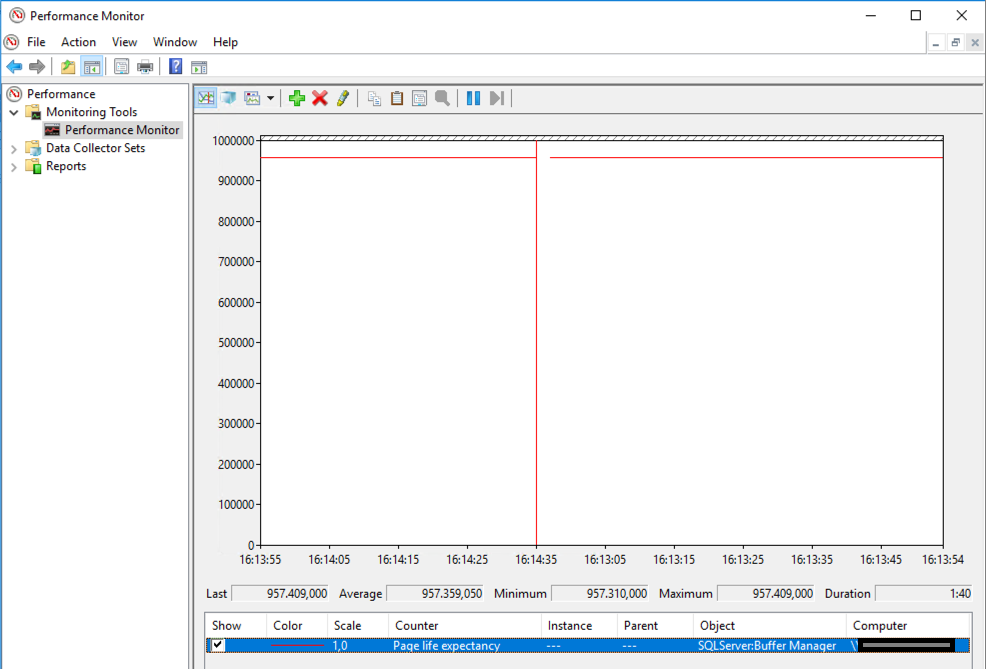 Performance Monitor
File Action View Window Help
Performance
Monitoring Tools
Performance Monitor
Data Collector Sets
Reports
1000000
900000
800000
700000
600000
500000
400000
300000
200000
100000
0
16:13:55 16:14:05 16:14:15 16:14:25 16:14:35 16:13:05 16:13:15 16:13:25 16:13:35 16:13:45 16:13:54
Last 957.409,000 Average 957.359,050 Minimum 957.310,000 Maximum 957.409,000 Duration 1:40
Show Color Scale Counter Instance Parent Object Computer
1,0 Page life expectancy --- --- SQLServer:Buffer Manager \\